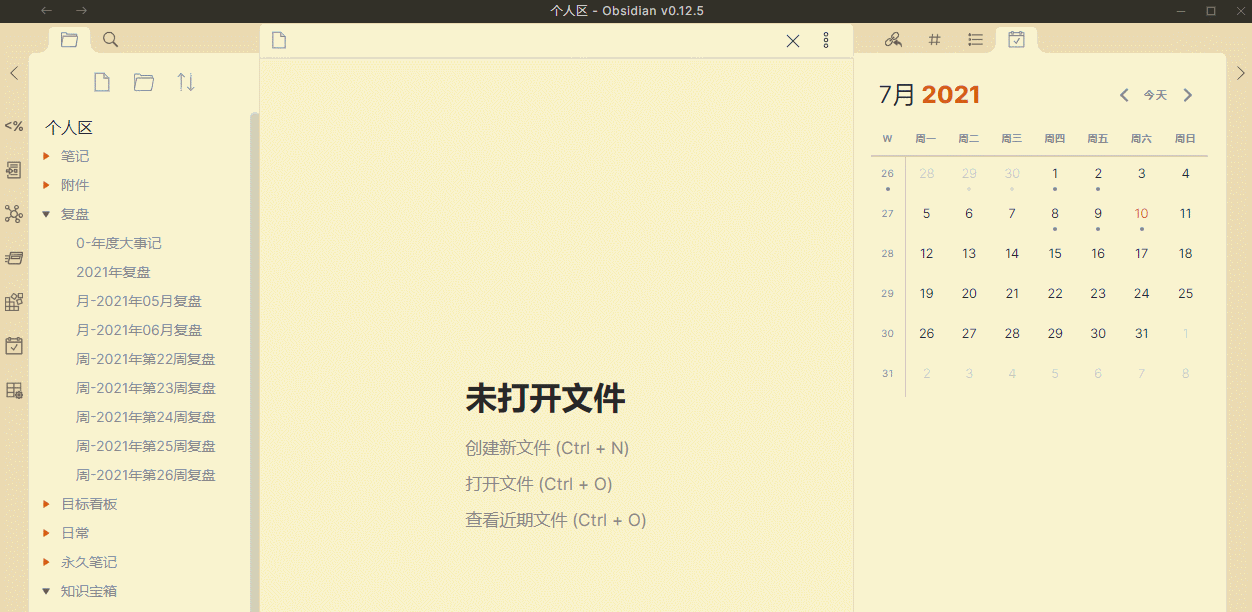 个人区 - Obsidian v0.12.5
<%
个人区
笔记
附件
复盘
0-年度大事记
2021年复盘
月-2021年05月复盘
月-2021年06月复盘
周-2021年第22周复盘
周-2021年第23周复盘
周-2021年第24周复盘
周-2021年第25周复盘
周-2021年第26周复盘
目标看板
日常
永久笔记
知识宝箱
未打开文件
创建新文件 (Ctrl + N)
打开文件 (Ctrl + O)
查看近期文件 (Ctrl + O)
7月 2021
今天
W 周一 周二 周三 周四 周五 周六 周日
26 28 29 30 1 2 3 4
27 5 6 7 8 9 10 11
28 12 13 14 15 16 17 18
29 19 20 21 22 23 24 25
30 26 27 28 29 30 31 1
31 2 3 4 5 6 7 8